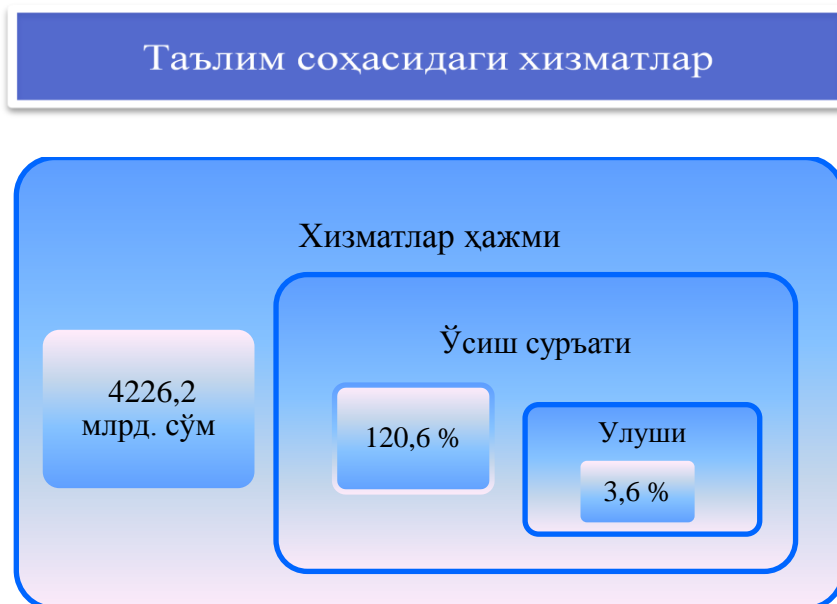 Таълим соҳасидаги хизматлар
Хизматлар ҳажми
4226,2
млрд. сўм
Ўсиш суръати
120,6 %
Улуши
3,6 %